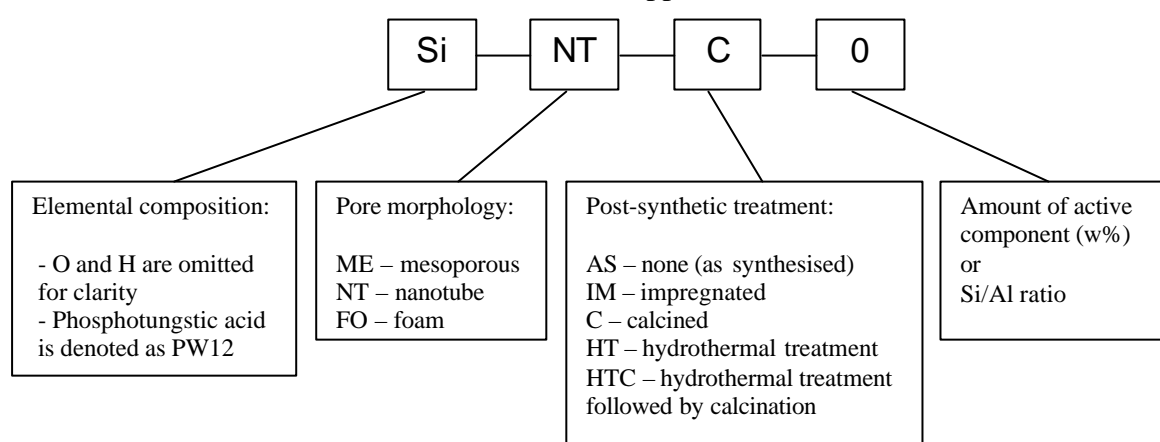 Si NT C 0
Elemental composition:
- O and H are omitted
for clarity
- Phosphotungstic acid
is denoted as PW12
Pore morphology:
ME – mesoporous
NT – nanotube
FO – foam
Post-synthetic treatment:
AS – none (as synthesised)
IM – impregnated
C – calcined
HT – hydrothermal treatment
HTC – hydrothermal treatment
followed by calcination
Amount of active
component (w%)
or
Si/Al ratio